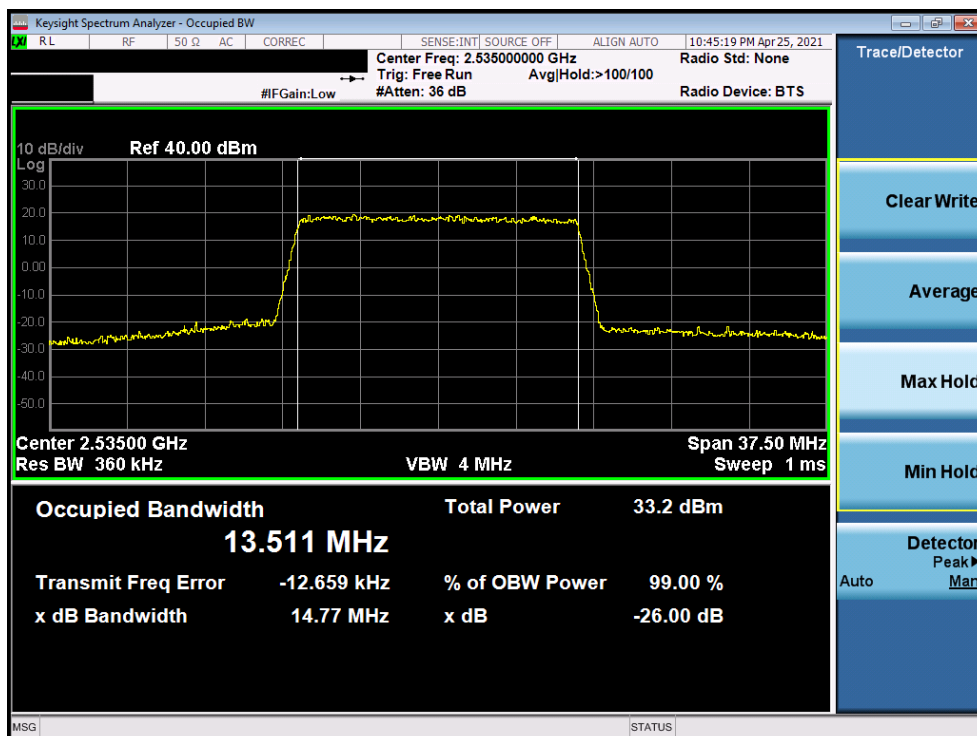 Keysight Spectrum Analyzer - Occupied BW
LXI RL RF 50 Ω AC CORREC SENSE:INT SOURCE OFF ALIGN AUTO 10:45:19 PM Apr 25, 2021
Center Freq: 2.535000000 GHz Radio Std: None
Trig: Free Run Avg|Hold:>100/100
#IFGain:Low #Atten: 36 dB Radio Device: BTS
10 dB/div Ref 40.00 dBm
Log
30.0
20.0
10.0
0.00
-10.0
-20.0
-30.0
-40.0
-50.0
Center 2.53500 GHz Span 37.50 MHz
Res BW 360 kHz VBW 4 MHz Sweep 1 ms
Occupied Bandwidth Total Power 33.2 dBm
13.511 MHz
Transmit Freq Error -12.659 kHz % of OBW Power 99.00 %
x dB Bandwidth 14.77 MHz x dB -26.00 dB
MSG STATUS
Trace/Detector
Clear Write
Average
Max Hold
Min Hold
Detector
Peak▶
Auto Man